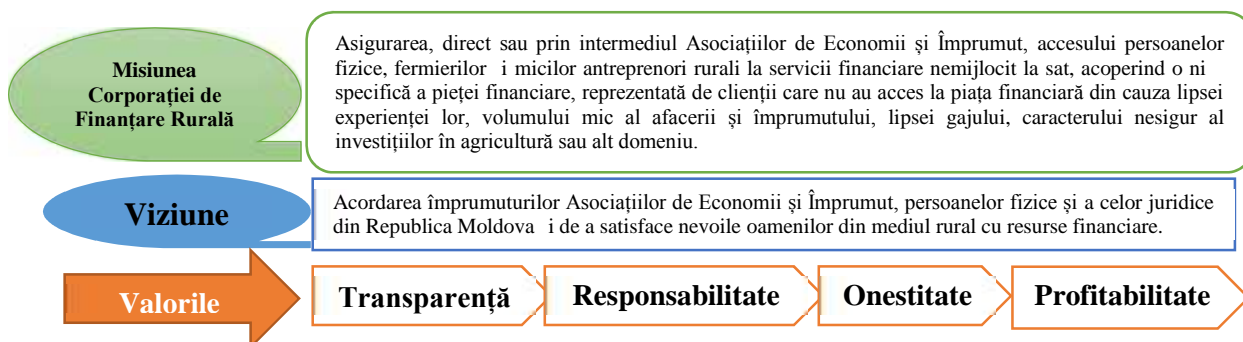 Misiunea
Corporației de
Finanțare Rurală
Asigurarea, direct sau prin intermediul Asociațiilor de Economii și Împrumut, accesului persoanelor
fizice, fermierilor i micilor antreprenori rurali la servicii financiare nemijlocit la sat, acoperind o ni
specifică a pieței financiare, reprezentată de clienții care nu au acces la piața financiară din cauza lipsei
experienței lor, volumului mic al afacerii și împrumutului, lipsei gajului, caracterului nesigur al
investițiilor în agricultură sau alt domeniu.
Viziune
Acordarea împrumuturilor Asociațiilor de Economii și Împrumut, persoanelor fizice și a celor juridice
din Republica Moldova i de a satisface nevoile oamenilor din mediul rural cu resurse financiare.
Valorile
Transparență
Responsabilitate
Onestitate
Profitabilitate